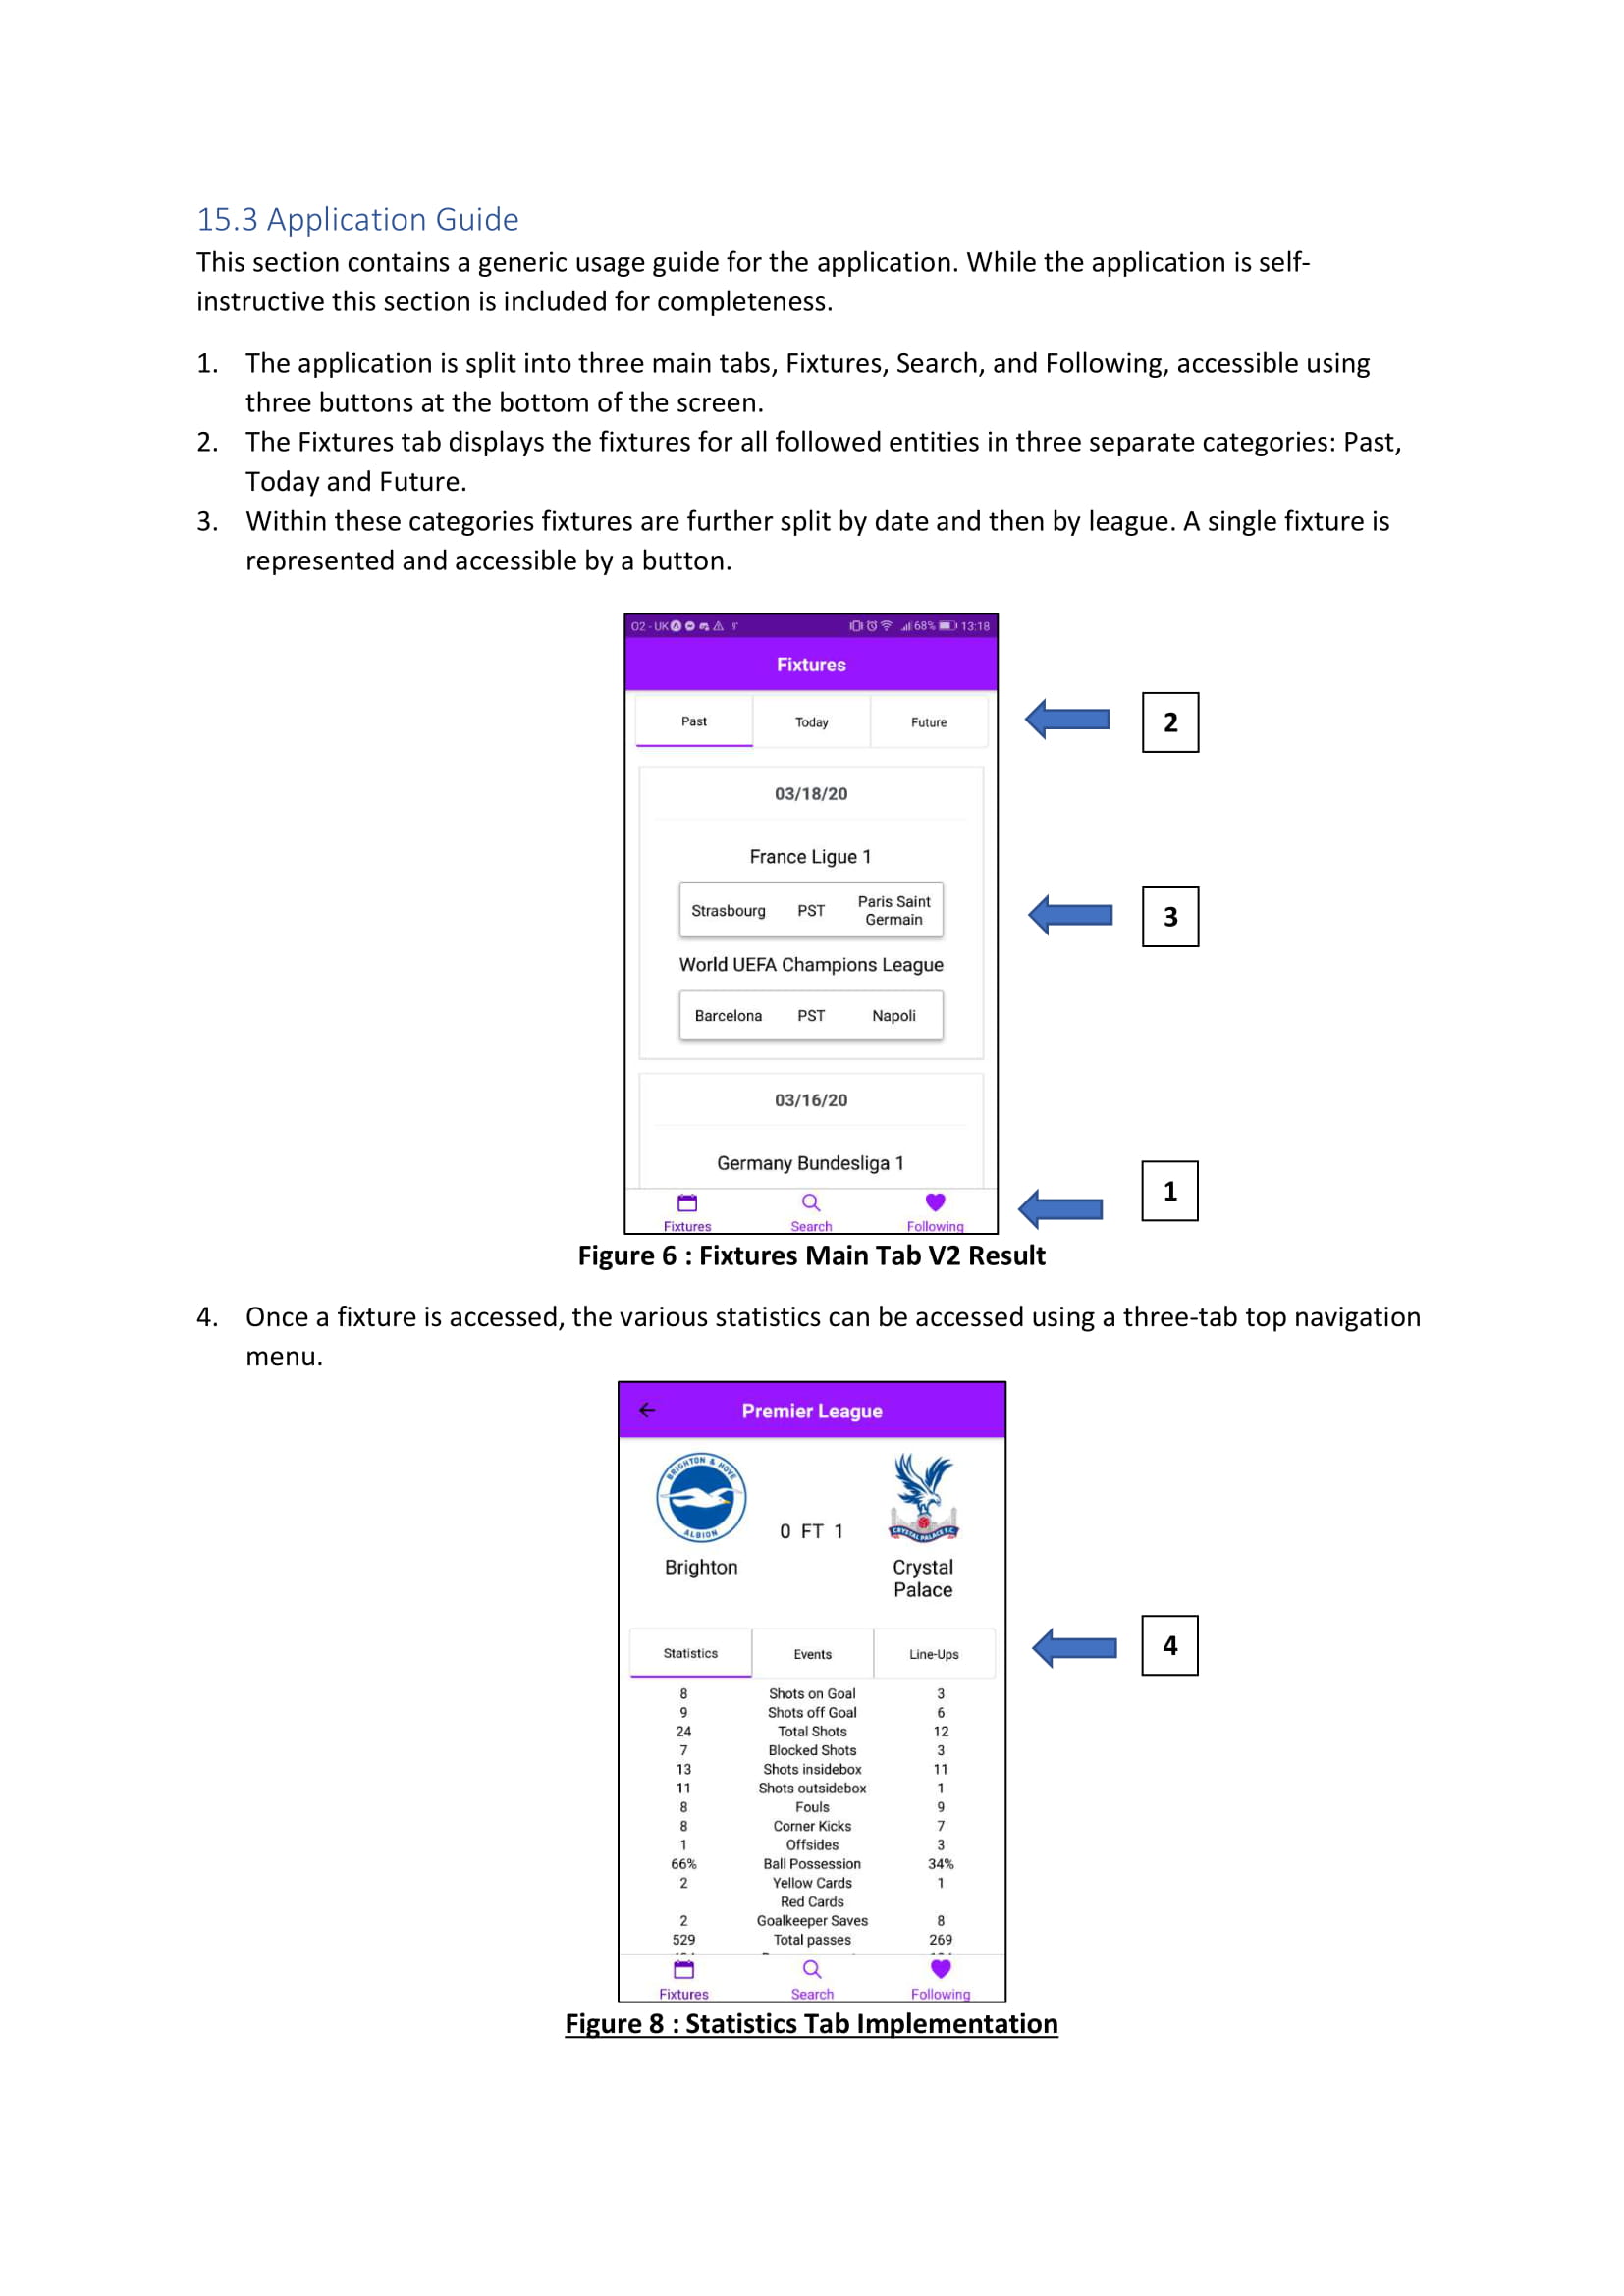 15.3 Application Guide
This section contains a generic usage guide for the application. While the application is self-
instructive this section is included for completeness.
1. The application is split into three main tabs, Fixtures, Search, and Following, accessible using
three buttons at the bottom of the screen.
2. The Fixtures tab displays the fixtures for all followed entities in three separate categories: Past,
Today and Future.
3. Within these categories fixtures are further split by date and then by league. A single fixture is
represented and accessible by a button.
O2 - UK 68% 13:18
Fixtures
Past Today Future
2
03/18/20
France Ligue 1
Strasbourg PST Paris Saint
Germain
3
World UEFA Champions League
Barcelona PST Napoli
03/16/20
Germany Bundesliga 1
1
Fixtures Search Following
Figure 6 : Fixtures Main Tab V2 Result
4. Once a fixture is accessed, the various statistics can be accessed using a three-tab top navigation
menu.
Premier League
BRIGHTON & HOVE
ALBION
CRYSTAL PALACE F.C.
0 FT 1
Brighton Crystal
Palace
Statistics Events Line-Ups
4
8 Shots on Goal 3
9 Shots off Goal 6
24 Total Shots 12
7 Blocked Shots 3
13 Shots insidebox 11
11 Shots outsidebox 1
8 Fouls 9
8 Corner Kicks 7
1 Offsides 3
66% Ball Possession 34%
2 Yellow Cards 1
Red Cards
2 Goalkeeper Saves 8
529 Total passes 269
Fixtures Search Following
Figure 8 : Statistics Tab Implementation